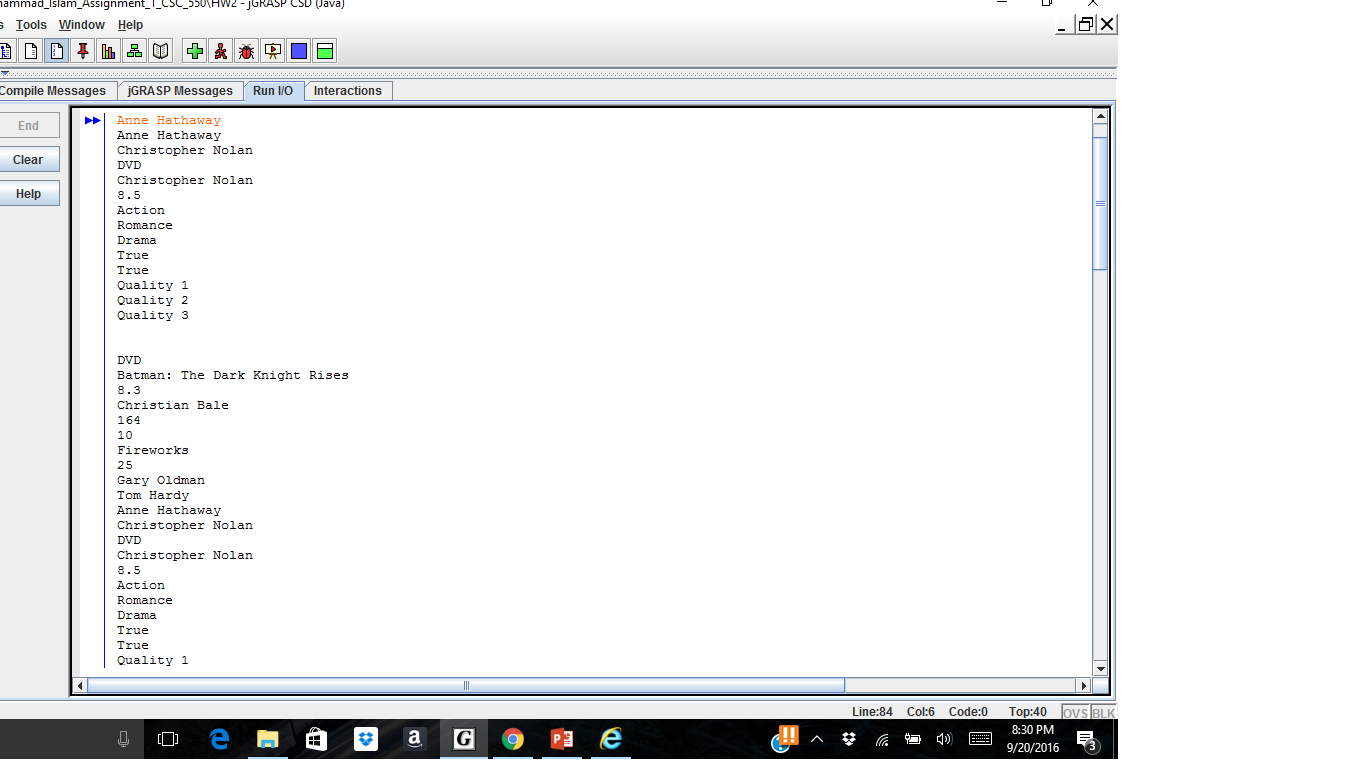 ammad_Islam_Assignment_1_CSC_550\HW2 - jGRASP CSD (Java)
s Tools Window Help
Compile Messages jGRASP Messages Run I/O Interactions
End
Clear
Help
Anne Hathaway
Anne Hathaway
Christopher Nolan
DVD
Christopher Nolan
8.5
Action
Romance
Drama
True
True
Quality 1
Quality 2
Quality 3
DVD
Batman: The Dark Knight Rises
8.3
Christian Bale
164
10
Fireworks
25
Gary Oldman
Tom Hardy
Anne Hathaway
Christopher Nolan
DVD
Christopher Nolan
8.5
Action
Romance
Drama
True
True
Quality 1
Line:84 Col:6 Code:0 Top:40 OVS BLK
8:30 PM
9/20/2016
3